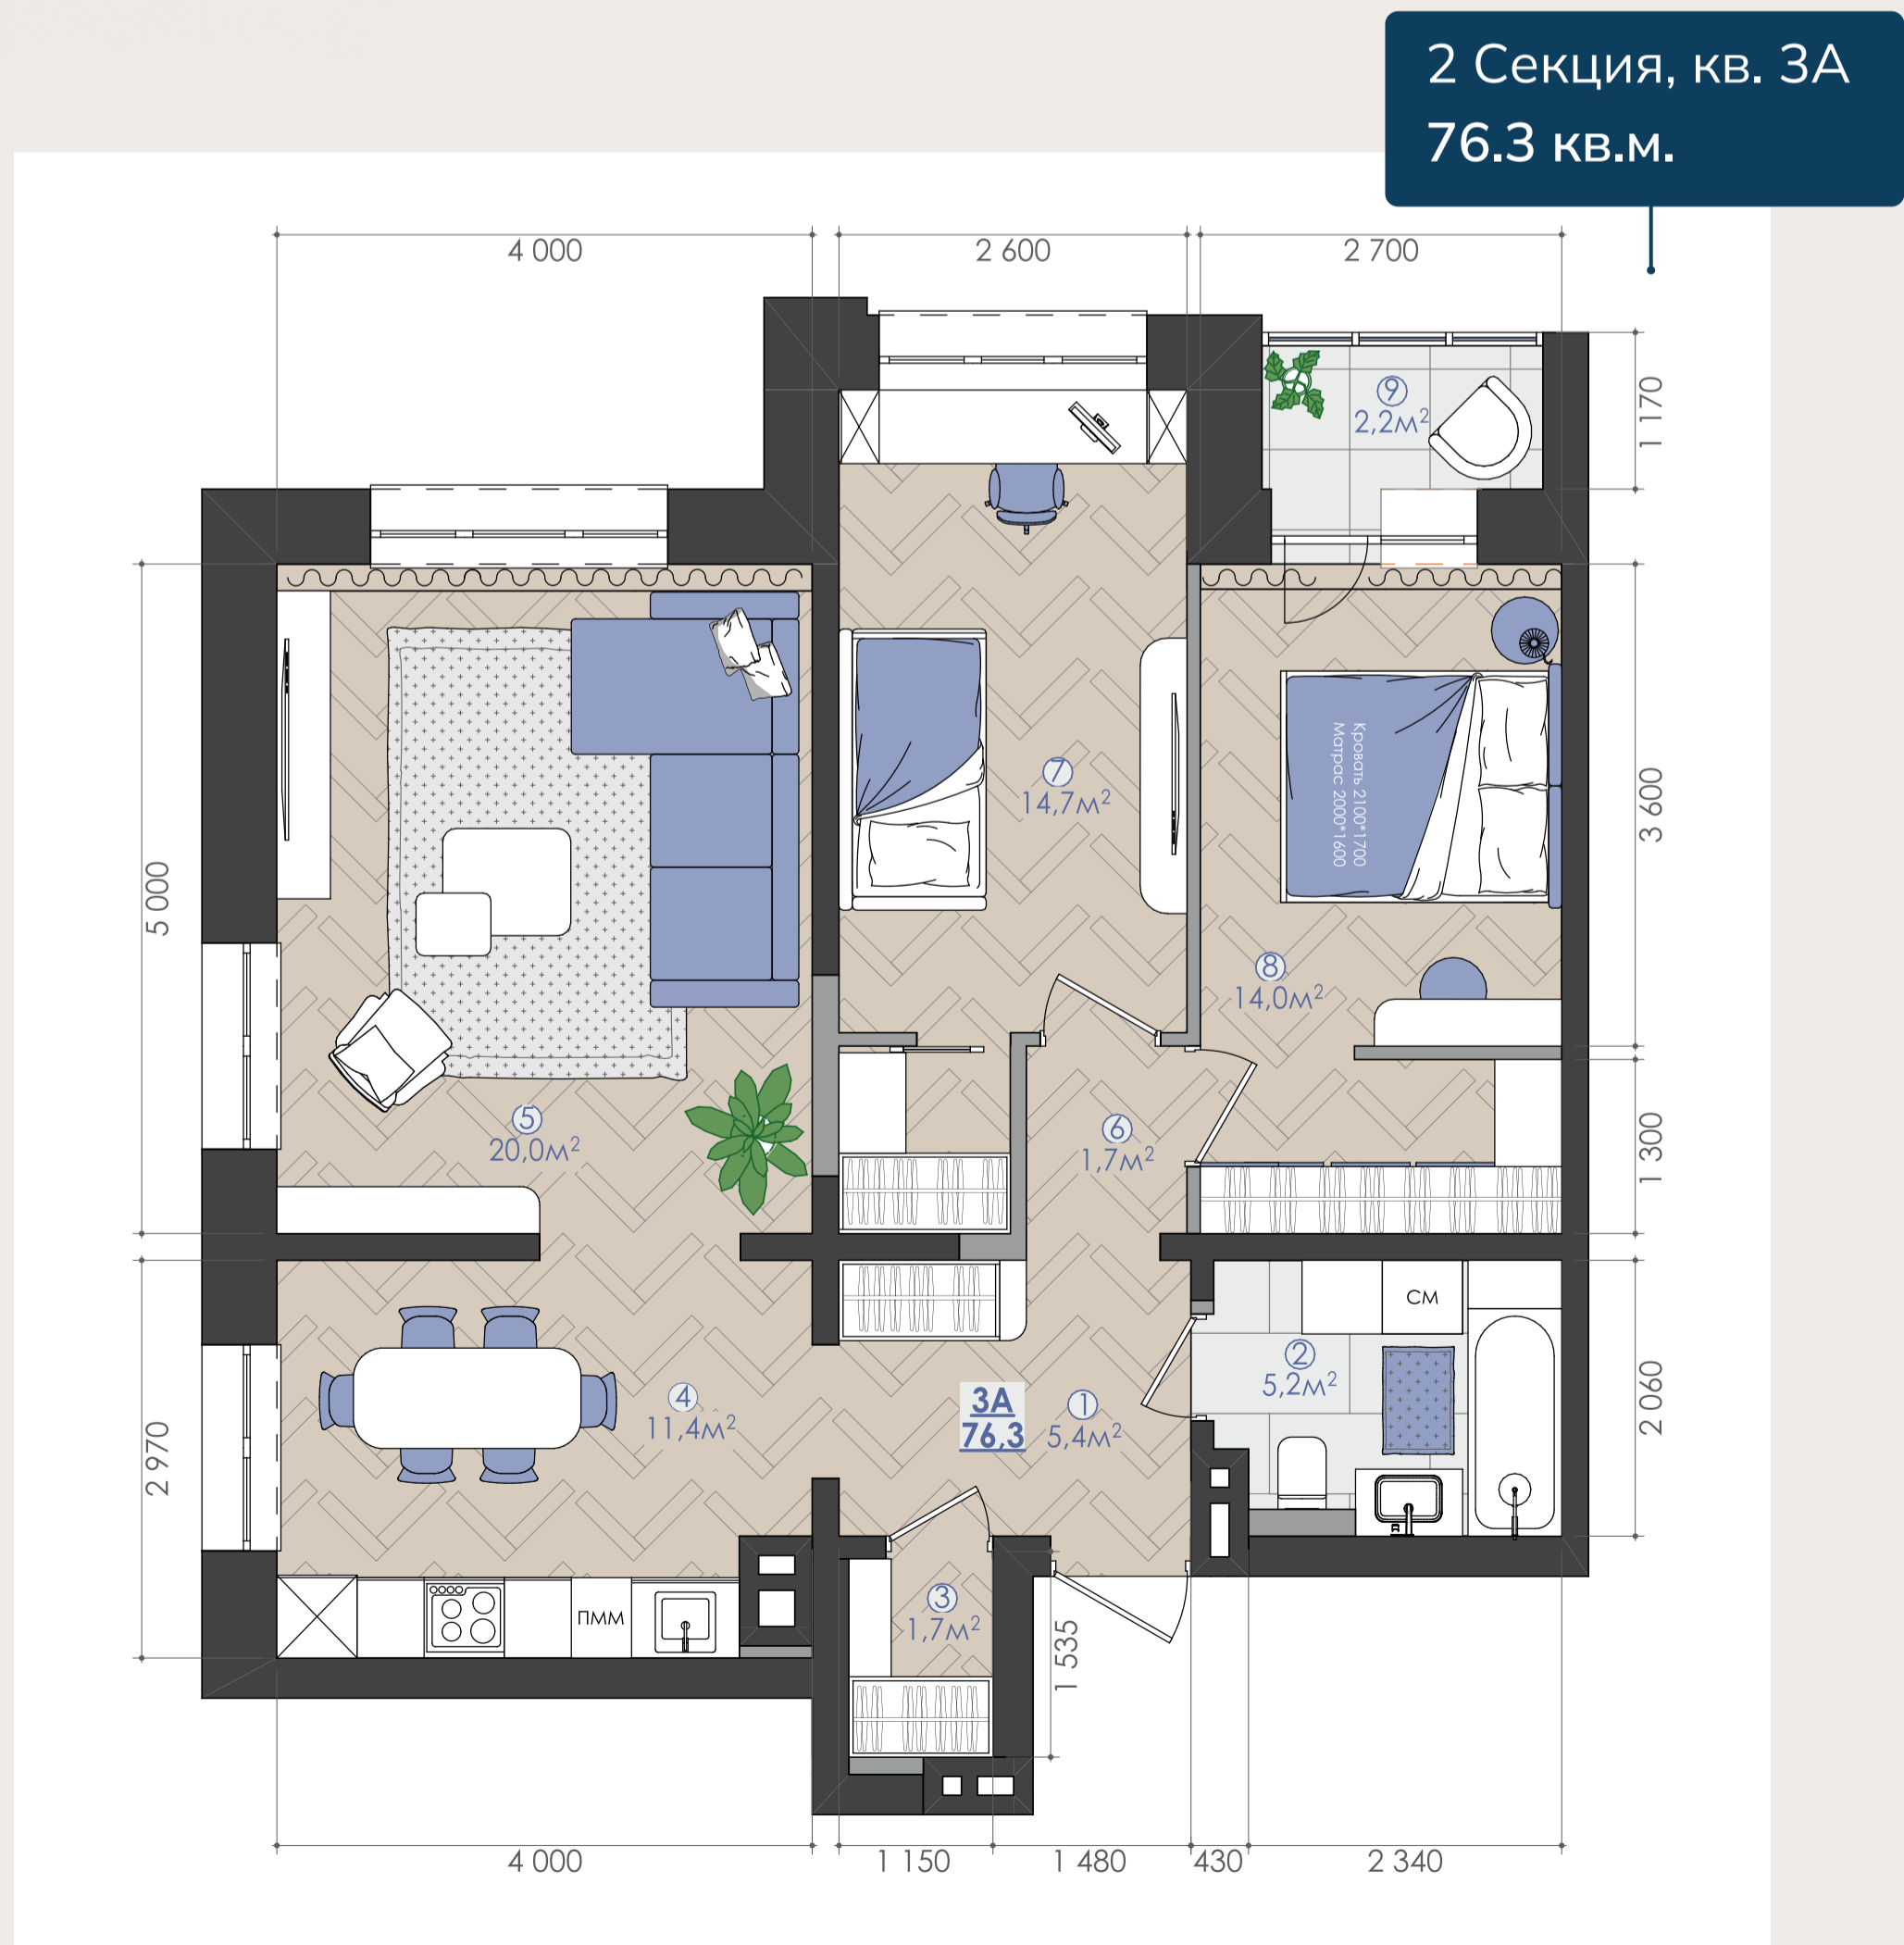 2 Секция, кв. 3А
76.3 кв.м.
4 000
2 600
2 700
9
2,2м²
1 170
5 000
7
14,7м²
Кровать 2100*1700
Матрас 2000*1600
3 600
8
14,0м²
5
20,0м²
6
1,7м²
1 300
СМ
2
5,2м²
2 060
4
11,4м²
3А
76,3
1
5,4м²
2 970
ПММ
3
1,7м²
1 535
4 000
1 150
1 480
430
2 340